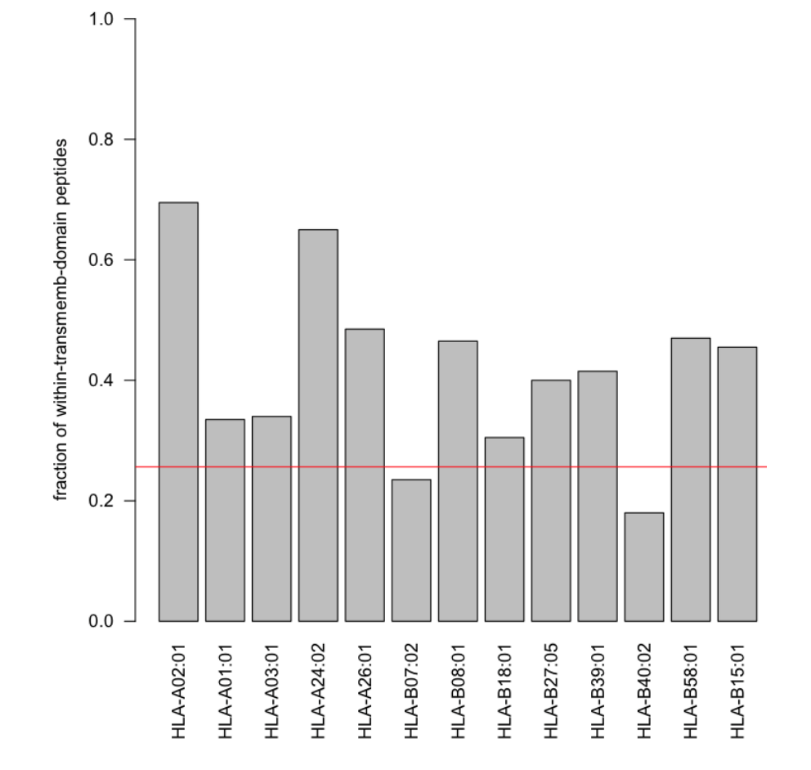 fraction of within-transmemb-domain peptides
1.0
0.8
0.6
0.4
0.2
0.0
HLA-A02:01
HLA-A01:01
HLA-A03:01
HLA-A24:02
HLA-A26:01
HLA-B07:02
HLA-B08:01
HLA-B18:01
HLA-B27:05
HLA-B39:01
HLA-B40:02
HLA-B58:01
HLA-B15:01